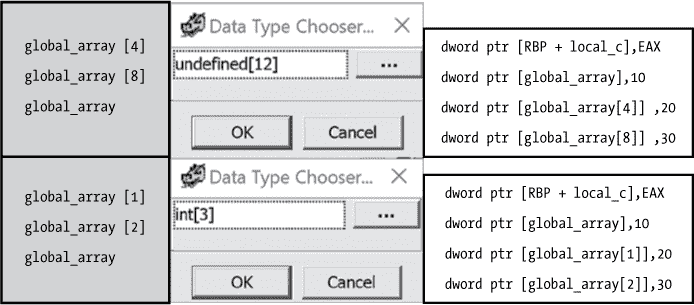 global_array [4]
global_array [8]
global_array
Data Type Chooser...
undefined[12]
...
OK
Cancel
dword ptr [RBP + local_c],EAX
dword ptr [global_array],10
dword ptr [global_array[4]] ,20
dword ptr [global_array[8]] ,30
global_array [1]
global_array [2]
global_array
Data Type Chooser...
int[3]
...
OK
Cancel
dword ptr [RBP + local_c],EAX
dword ptr [global_array],10
dword ptr [global_array[1]],20
dword ptr [global_array[2]],30